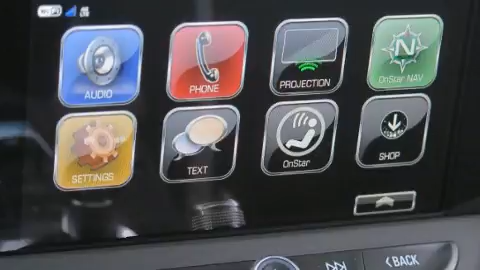 AUDIO
PHONE
PROJECTION
N
OnStar NAV
SETTINGS
TEXT
OnStar
SHOP
BACK